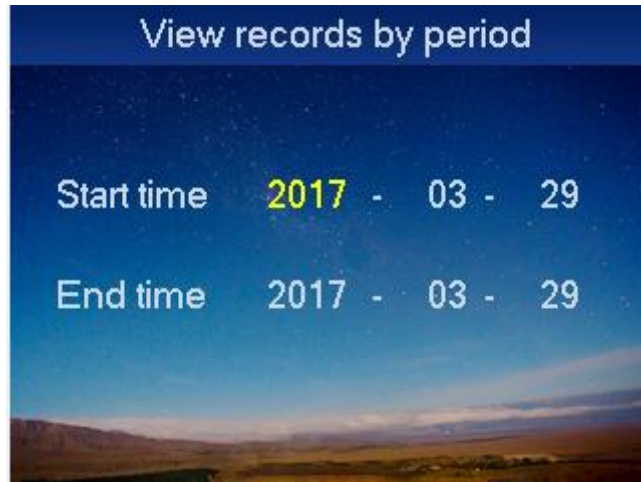 View records by period
Start time 2017 - 03 - 29
End time 2017 - 03 - 29